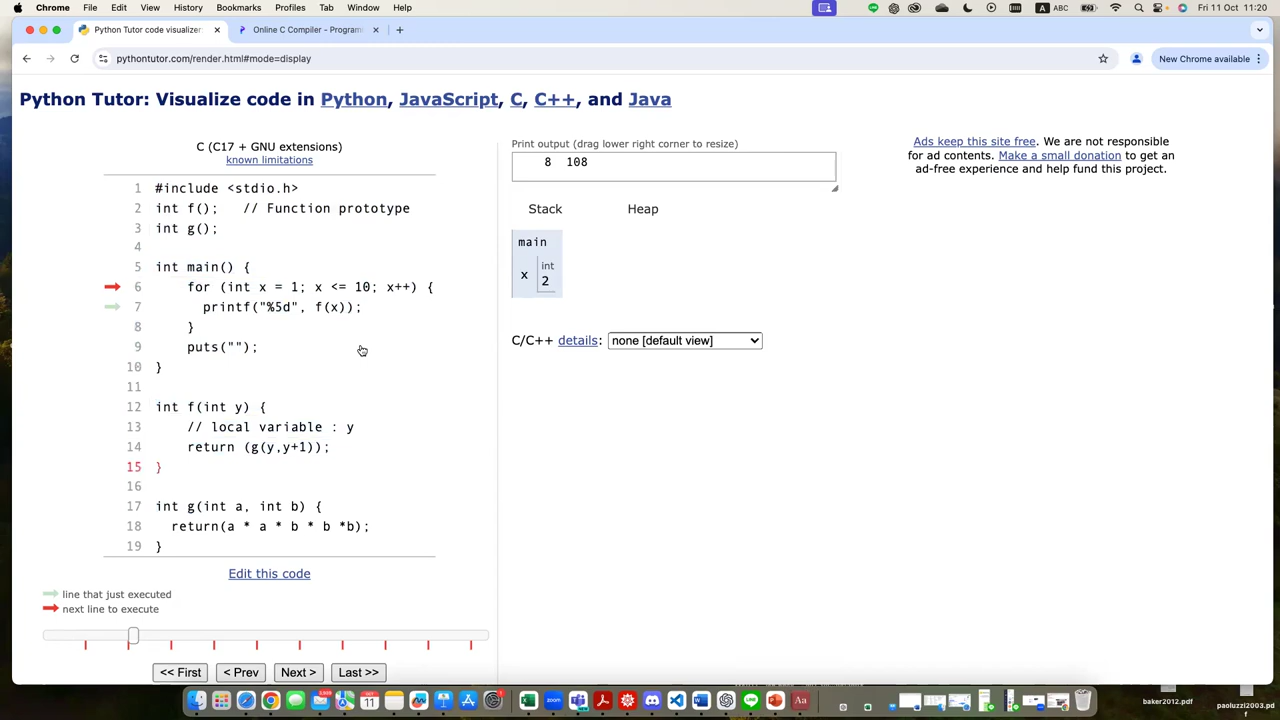 Chrome File Edit View History Bookmarks Profiles Tab Window Help
A ABC Fri 11 Oct 11:20
Python Tutor code visualizer
Online C Compiler - Program
pythontutor.com/render.html#mode=display
New Chrome available
Python Tutor: Visualize code in Python, JavaScript, C, C++, and Java
C (C17 + GNU extensions)
known limitations
1 #include <stdio.h>
2 int f();   // Function prototype
3 int g();
4
5 int main() {
6     for (int x = 1; x <= 10; x++) {
7       printf("%5d", f(x));
8     }
9     puts("");
10 }
11
12 int f(int y) {
13     // local variable : y
14     return (g(y,y+1));
15 }
16
17 int g(int a, int b) {
18   return(a * a * b * b *b);
19 }
Edit this code
line that just executed
next line to execute
<< First < Prev Next > Last >>
Print output (drag lower right corner to resize)
8 108
Stack Heap
main
x int 2
C/C++ details: none [default view]
Ads keep this site free. We are not responsible
for ad contents. Make a small donation to get an
ad-free experience and help fund this project.
baker2012.pdf
paoluzzi2003.pd
f